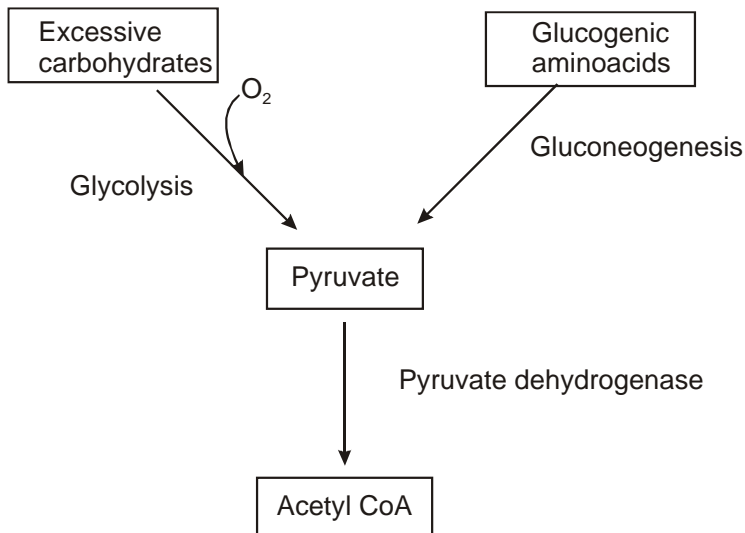 Excessive
carbohydrates
Glucogenic
aminoacids
O₂
Gluconeogenesis
Glycolysis
Pyruvate
Pyruvate dehydrogenase
Acetyl CoA